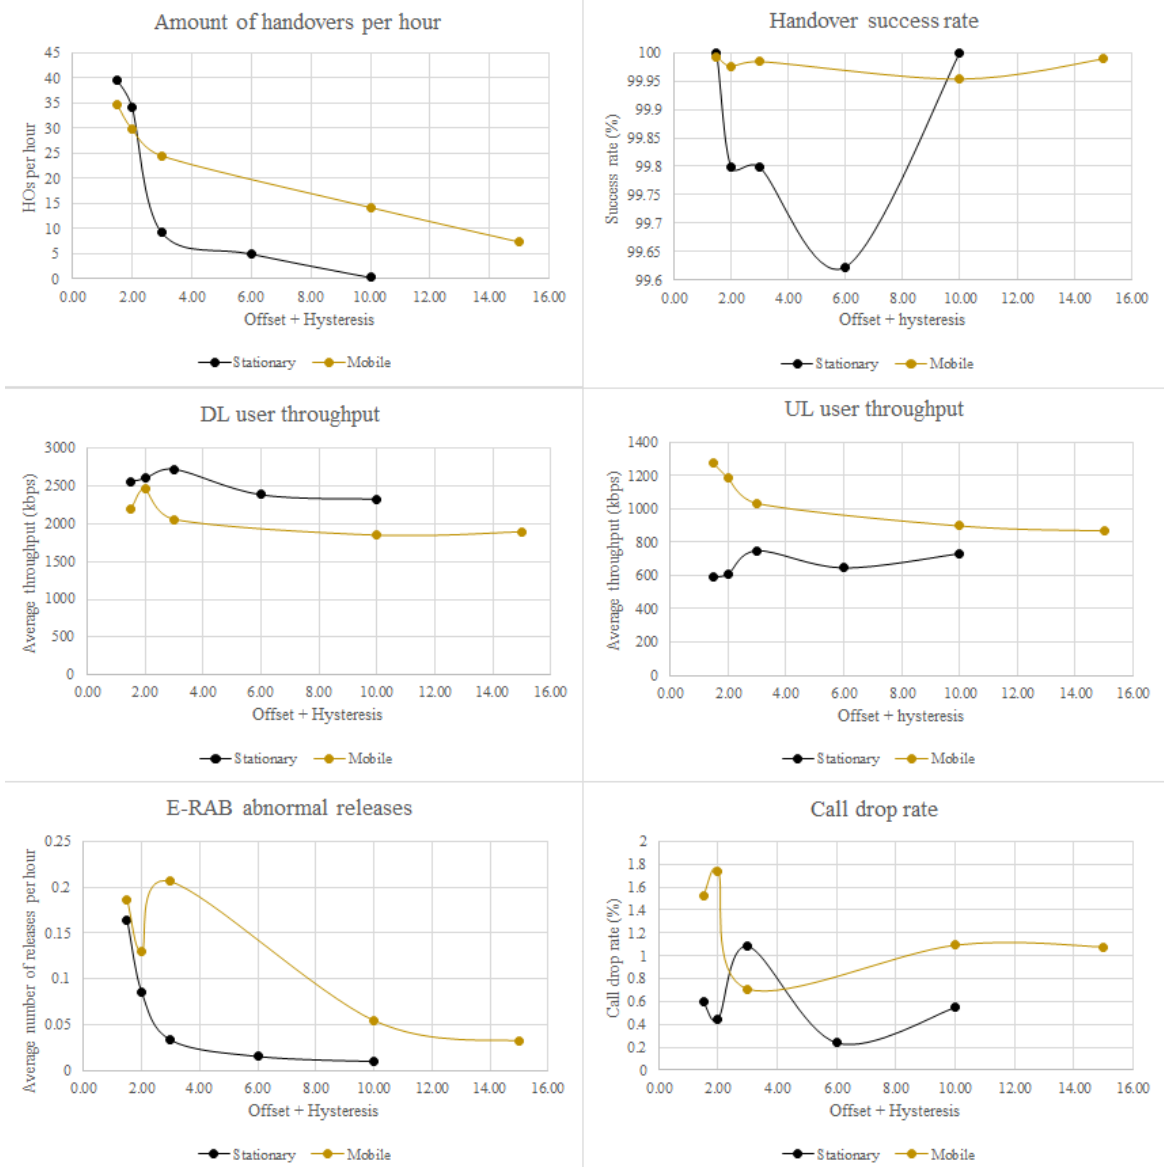 Amount of handovers per hour
HOs per hour
45
40
35
30
25
20
15
10
5
0
0.00 2.00 4.00 6.00 8.00 10.00 12.00 14.00 16.00
Offset + Hysteresis
Stationary Mobile
Handover success rate
Success rate (%)
100
99.95
99.9
99.85
99.8
99.75
99.7
99.65
99.6
0.00 2.00 4.00 6.00 8.00 10.00 12.00 14.00 16.00
Offset + hysteresis
Stationary Mobile
DL user throughput
Average throughput (kbps)
3000
2500
2000
1500
1000
500
0
0.00 2.00 4.00 6.00 8.00 10.00 12.00 14.00 16.00
Offset + Hysteresis
Stationary Mobile
UL user throughput
Average throughput (kbps)
1400
1200
1000
800
600
400
200
0
0.00 2.00 4.00 6.00 8.00 10.00 12.00 14.00 16.00
Offset + hysteresis
Stationary Mobile
E-RAB abnormal releases
Average number of releases per hour
0.25
0.2
0.15
0.1
0.05
0
0.00 2.00 4.00 6.00 8.00 10.00 12.00 14.00 16.00
Offset + Hysteresis
Stationary Mobile
Call drop rate
Call drop rate (%)
2
1.8
1.6
1.4
1.2
1
0.8
0.6
0.4
0.2
0
0.00 2.00 4.00 6.00 8.00 10.00 12.00 14.00 16.00
Offset + Hysteresis
Stationary Mobile